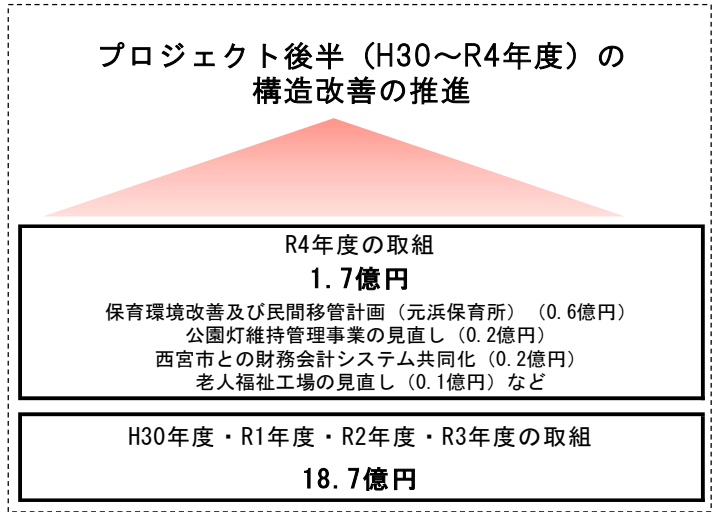 プロジェクト後半（H30～R4年度）の
構造改善の推進
R4年度の取組
1.7億円
保育環境改善及び民間移管計画（元浜保育所）（0.6億円）
公園灯維持管理事業の見直し（0.2億円）
西宮市との財務会計システム共同化（0.2億円）
老人福祉工場の見直し（0.1億円）など
H30年度・R1年度・R2年度・R3年度の取組
18.7億円